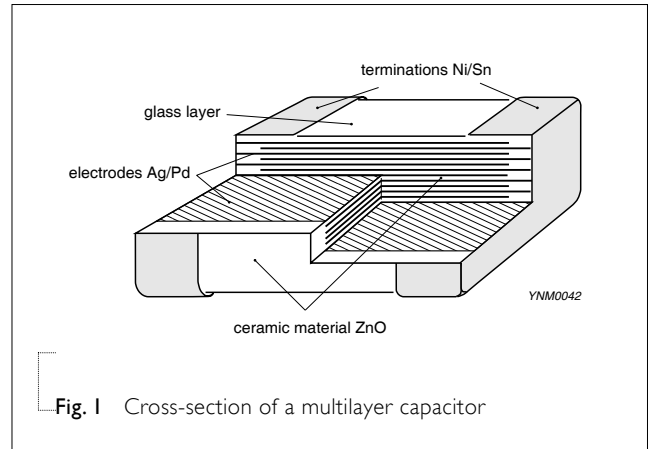 terminations Ni/Sn
glass layer
electrodes Ag/Pd
YNM0042
ceramic material ZnO
Fig. 1 Cross-section of a multilayer capacitor